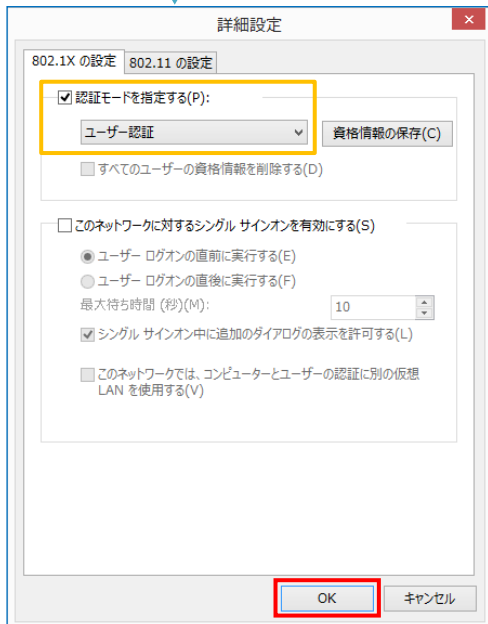 詳細設定
802.1X の設定 802.11 の設定
認証モードを指定する(P):
ユーザー認証 資格情報の保存(C)
すべてのユーザーの資格情報を削除する(D)
このネットワークに対するシングル サインオンを有効にする(S)
ユーザー ログオンの直前に実行する(E)
ユーザー ログオンの直後に実行する(F)
最大待ち時間 (秒)(M): 10
シングル サインオン中に追加のダイアログの表示を許可する(L)
このネットワークでは、コンピューターとユーザーの認証に別の仮想
LAN を使用する(V)
OK キャンセル